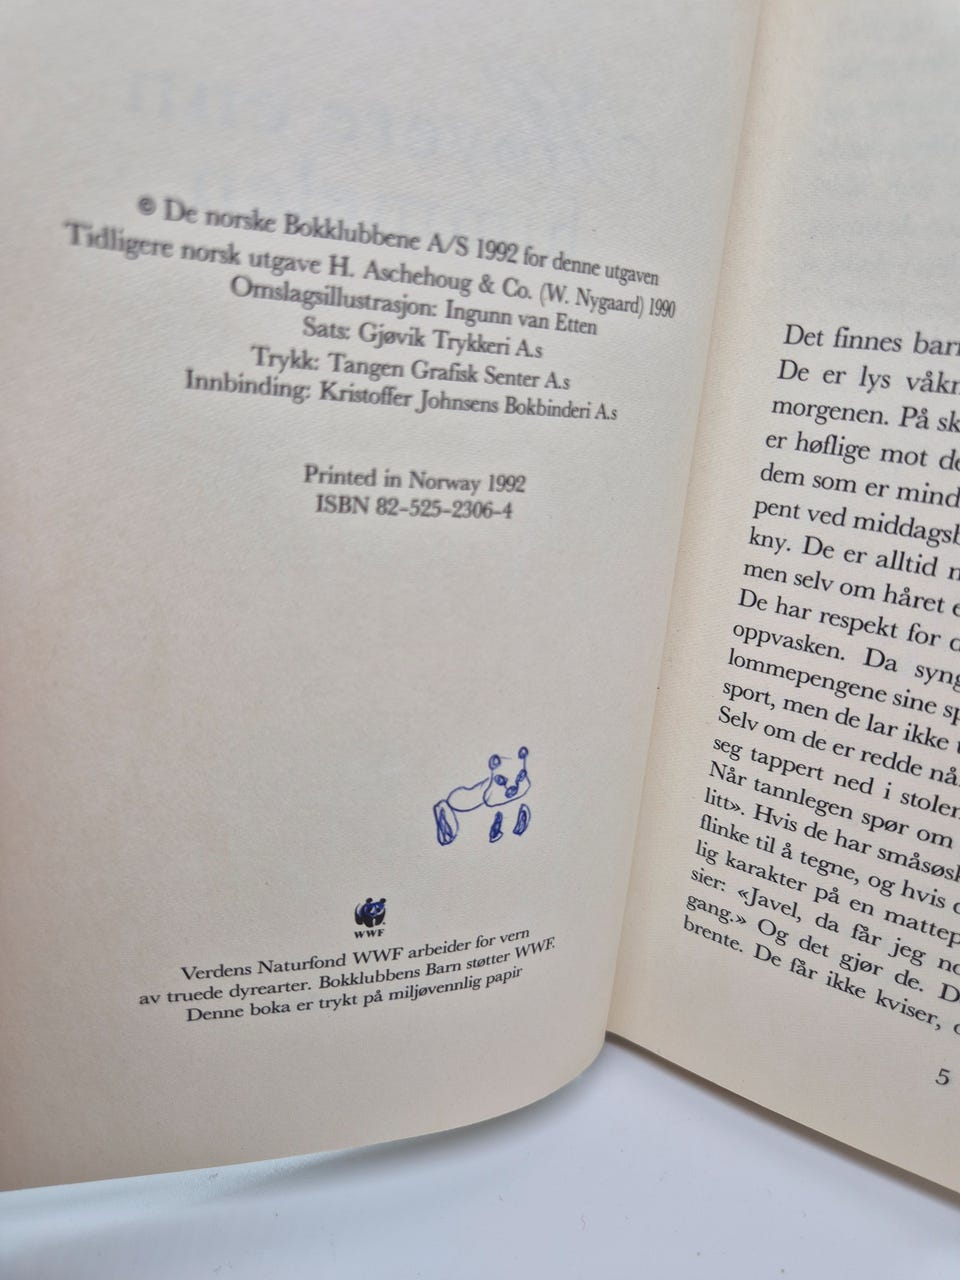 © De norske Bokklubbene A/S 1992 for denne utgaven
Tidligere norsk utgave H. Aschehoug & Co. (W. Nygaard) 1990
Omslagsillustrasjon: Ingunn van Etten
Sats: Gjøvik Trykkeri A.s
Trykk: Tangen Grafisk Senter A.s
Innbinding: Kristoffer Johnsens Bokbinderi A.s
Printed in Norway 1992
ISBN 82-525-2306-4
WWF
Verdens Naturfond WWF arbeider for vern
av truede dyrearter. Bokklubbens Barn støtter WWF.
Denne boka er trykt på miljøvennlig papir
Det finnes barn
De er lys våkn
morgenen. På sk
er høflige mot de
dem som er mind
pent ved middagsb
kny. De er alltid n
men selv om håret e
De har respekt for d
oppvasken. Da syng
lommepengene sine sp
sport, men de lar ikke t
Selv om de er redde nå
seg tappert ned i stolen
Når tannlegen spør om
litt». Hvis de har småsøsk
flinke til å tegne, og hvis d
lig karakter på en mattep
sier: «Javel, da får jeg no
gang.» Og det gjør de. D
brente. De får ikke kviser, o
5